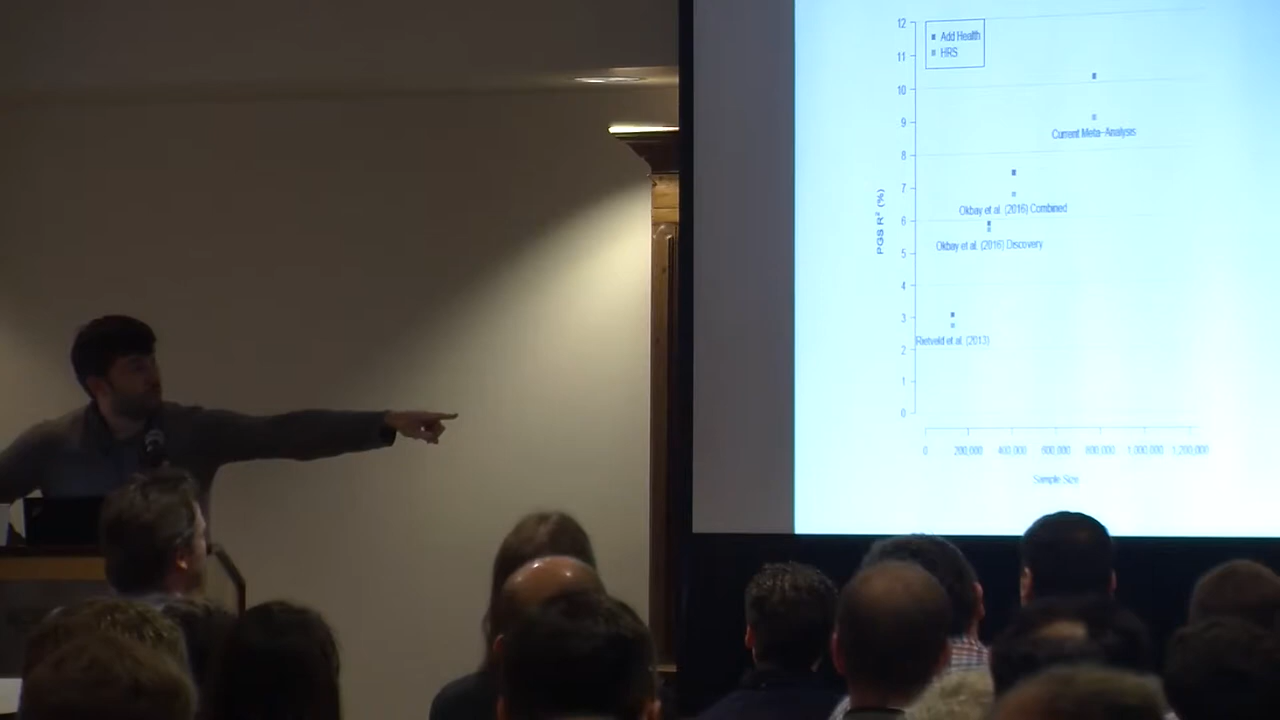 12
Add Health
HRS
11
10
9
Current Meta-Analysis
8
7
Okbay et al. (2016) Combined
6
Okbay et al. (2016) Discovery
5
4
3
Rietveld et al. (2013)
2
1
0
PGS R² (%)
0 200,000 400,000 600,000 800,000 1,000,000 1,200,000
Sample Size